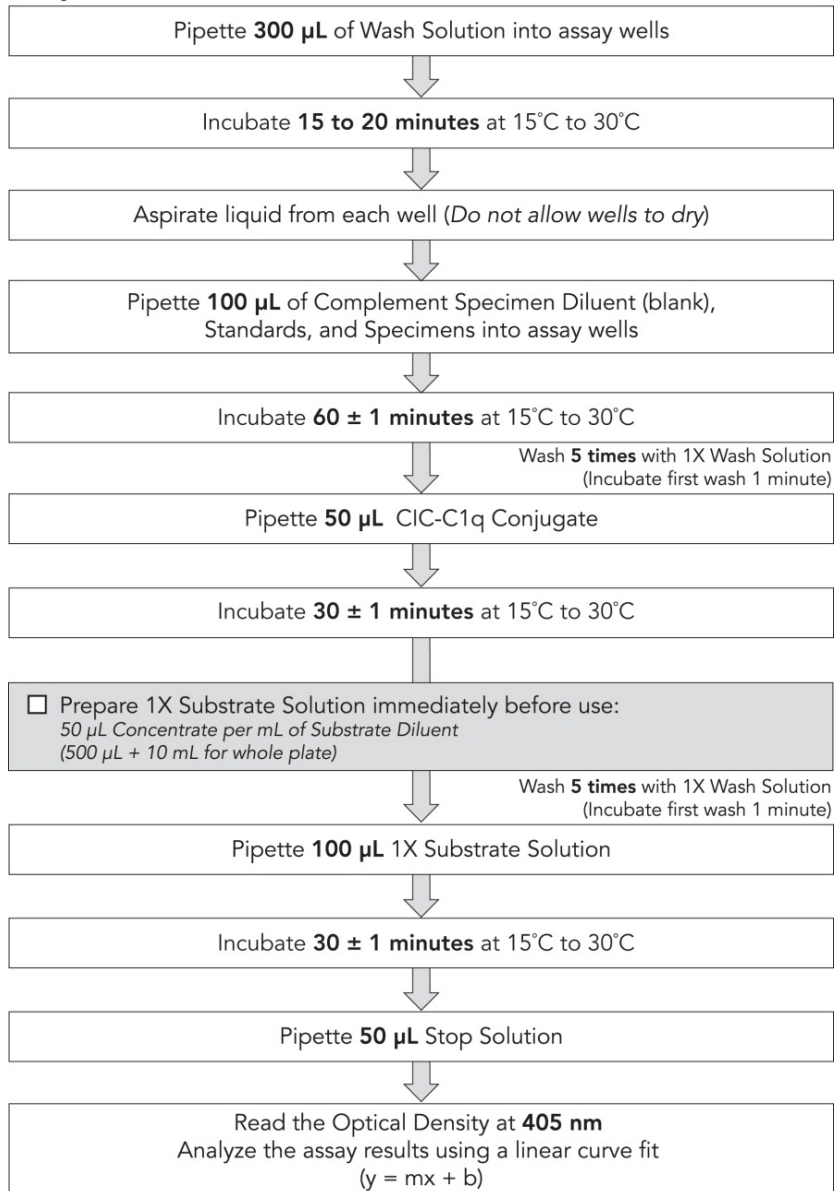 Pipette 300 µL of Wash Solution into assay wells
Incubate 15 to 20 minutes at 15°C to 30°C
Aspirate liquid from each well (Do not allow wells to dry)
Pipette 100 µL of Complement Specimen Diluent (blank),
Standards, and Specimens into assay wells
Incubate 60 ± 1 minutes at 15°C to 30°C
Wash 5 times with 1X Wash Solution
(Incubate first wash 1 minute)
Pipette 50 µL CIC-C1q Conjugate
Incubate 30 ± 1 minutes at 15°C to 30°C
Prepare 1X Substrate Solution immediately before use:
50 µL Concentrate per mL of Substrate Diluent
(500 µL + 10 mL for whole plate)
Wash 5 times with 1X Wash Solution
(Incubate first wash 1 minute)
Pipette 100 µL 1X Substrate Solution
Incubate 30 ± 1 minutes at 15°C to 30°C
Pipette 50 µL Stop Solution
Read the Optical Density at 405 nm
Analyze the assay results using a linear curve fit
(y = mx + b)